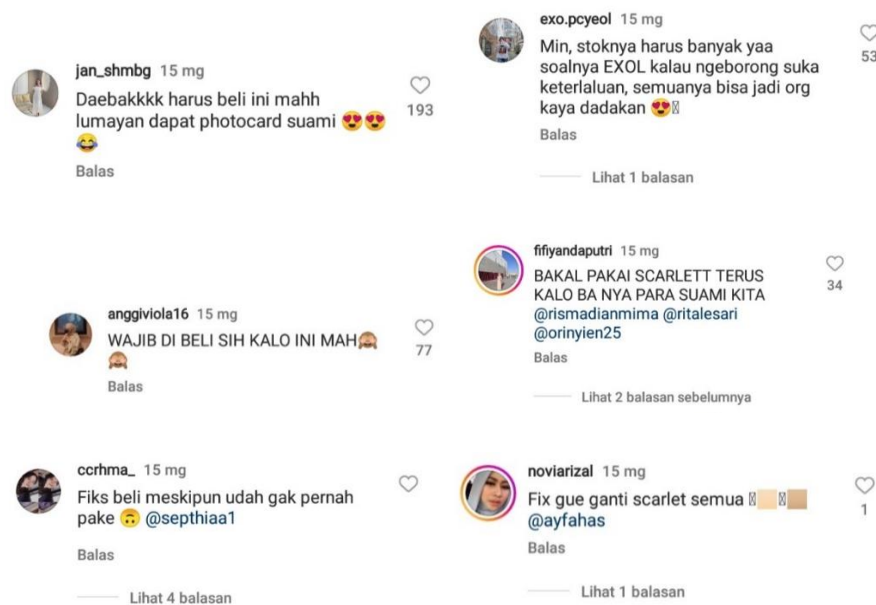 jan_shmbg 15 mg
Daebakkkk harus beli ini mahh
lumayan dapat photocard suami 😍😍
😂
193
Balas
exo.pcyeol 15 mg
Min, stoknya harus banyak yaa
soalnya EXOL kalau ngeborong suka
keterlaluan, semuanya bisa jadi org
kaya dadakan 😍
53
Balas
Lihat 1 balasan
anggiviola16 15 mg
WAJIB DI BELI SIH KALO INI MAH🙈
🙈
77
Balas
fifiyandaputri 15 mg
BAKAL PAKAI SCARLETT TERUS
KALO BA NYA PARA SUAMI KITA
@rismadianmima @ritalesari
@orinyien25
34
Balas
Lihat 2 balasan sebelumnya
ccrhma_ 15 mg
Fiks beli meskipun udah gak pernah
pake 🙃 @septhiaa1
Balas
Lihat 4 balasan
noviarizal 15 mg
Fix gue ganti scarlet semua
@ayfahas
1
Balas
Lihat 1 balasan